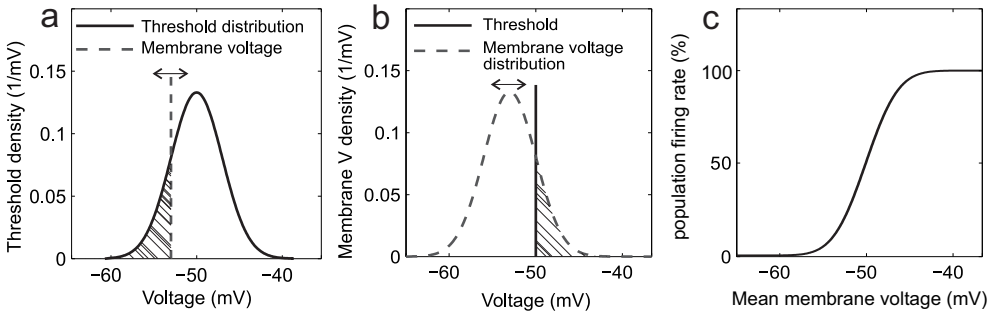 a
Threshold distribution
Membrane voltage
0.15
0.1
0.05
0
−60
−50
−40
Threshold density (1/mV)
Voltage (mV)
b
Threshold
Membrane voltage
distribution
0.15
0.1
0.05
0
−60
−50
−40
Membrane V density (1/mV)
Voltage (mV)
c
100
50
0
−60
−50
−40
population firing rate (%)
Mean membrane voltage (mV)